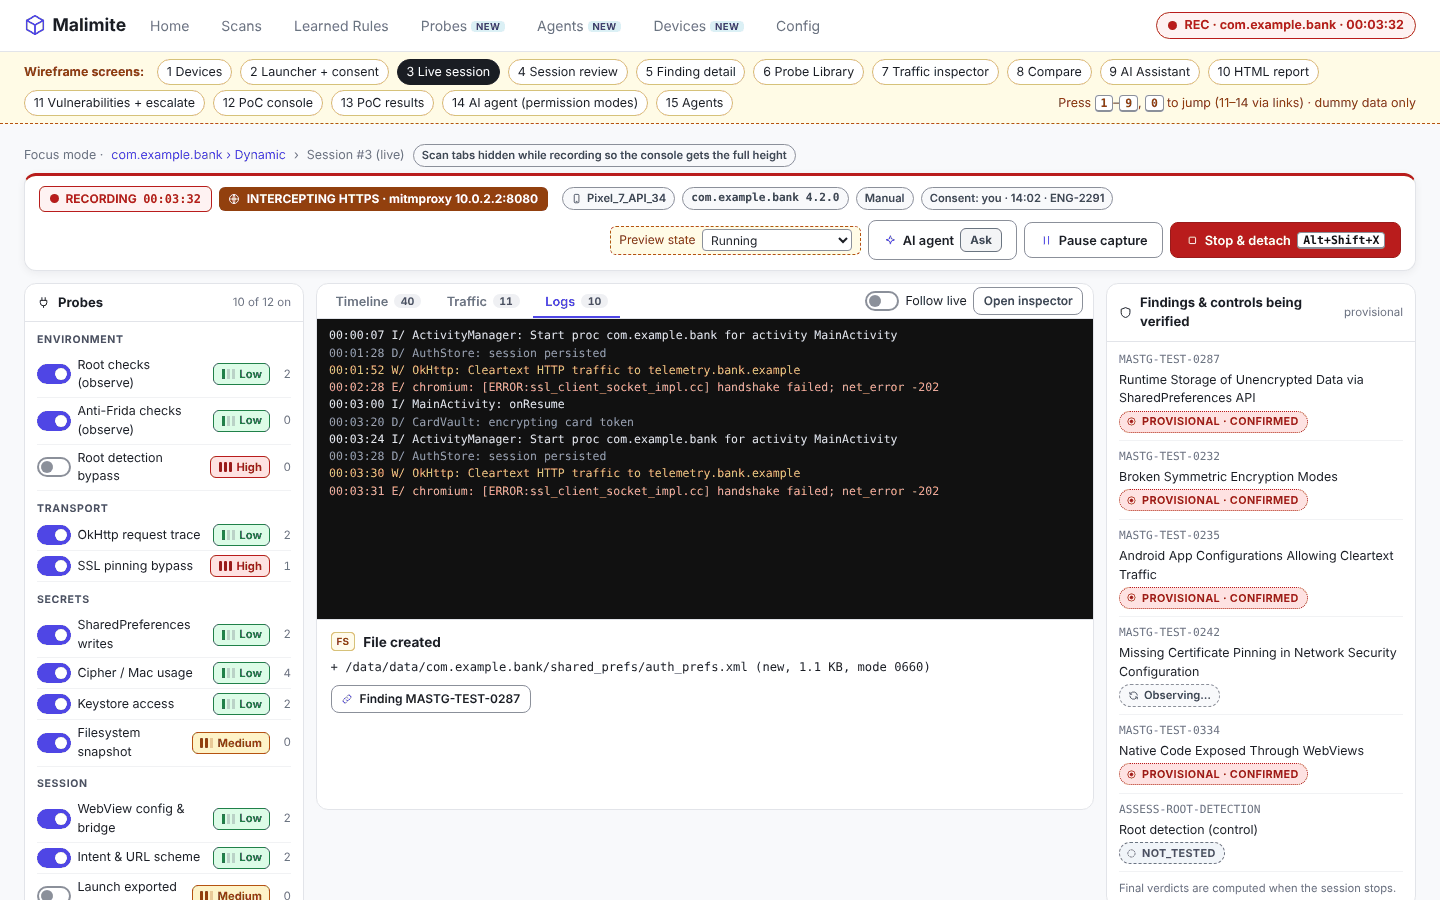 Malimite Home Scans Learned Rules Probes NEW Agents NEW Devices NEW Config REC · com.example.bank · 00:03:32
Wireframe screens: 1 Devices 2 Launcher + consent 3 Live session 4 Session review 5 Finding detail 6 Probe Library 7 Traffic inspector 8 Compare 9 AI Assistant 10 HTML report
11 Vulnerabilities + escalate 12 PoC console 13 PoC results 14 AI agent (permission modes) 15 Agents Press 1–9, 0 to jump (11–14 via links) · dummy data only
Focus mode · com.example.bank › Dynamic › Session #3 (live) Scan tabs hidden while recording so the console gets the full height
RECORDING 00:03:32 INTERCEPTING HTTPS · mitmproxy 10.0.2.2:8080 Pixel_7_API_34 com.example.bank 4.2.0 Manual Consent: you · 14:02 · ENG-2291
Preview state Running AI agent Ask Pause capture Stop & detach Alt+Shift+X
Probes 10 of 12 on
ENVIRONMENT
Root checks
(observe) Low 2
Anti-Frida checks
(observe) Low 0
Root detection
bypass High 0
TRANSPORT
OkHttp request trace Low 2
SSL pinning bypass High 1
SECRETS
SharedPreferences
writes Low 2
Cipher / Mac usage Low 4
Keystore access Low 2
Filesystem
snapshot Medium 0
SESSION
WebView config &
bridge Low 2
Intent & URL scheme Low 2
Launch exported Medium 0
Timeline 40 Traffic 11 Logs 10 Follow live Open inspector
00:00:07 I/ ActivityManager: Start proc com.example.bank for activity MainActivity
00:01:28 D/ AuthStore: session persisted
00:01:52 W/ OkHttp: Cleartext HTTP traffic to telemetry.bank.example
00:02:28 E/ chromium: [ERROR:ssl_client_socket_impl.cc] handshake failed; net_error -202
00:03:00 I/ MainActivity: onResume
00:03:20 D/ CardVault: encrypting card token
00:03:24 I/ ActivityManager: Start proc com.example.bank for activity MainActivity
00:03:28 D/ AuthStore: session persisted
00:03:30 W/ OkHttp: Cleartext HTTP traffic to telemetry.bank.example
00:03:31 E/ chromium: [ERROR:ssl_client_socket_impl.cc] handshake failed; net_error -202
FS File created
+ /data/data/com.example.bank/shared_prefs/auth_prefs.xml (new, 1.1 KB, mode 0660)
Finding MASTG-TEST-0287
Findings & controls being
verified provisional
MASTG-TEST-0287
Runtime Storage of Unencrypted Data via
SharedPreferences API
PROVISIONAL · CONFIRMED
MASTG-TEST-0232
Broken Symmetric Encryption Modes
PROVISIONAL · CONFIRMED
MASTG-TEST-0235
Android App Configurations Allowing Cleartext
Traffic
PROVISIONAL · CONFIRMED
MASTG-TEST-0242
Missing Certificate Pinning in Network Security
Configuration
Observing...
MASTG-TEST-0334
Native Code Exposed Through WebViews
PROVISIONAL · CONFIRMED
ASSESS-ROOT-DETECTION
Root detection (control)
NOT_TESTED
Final verdicts are computed when the session stops.